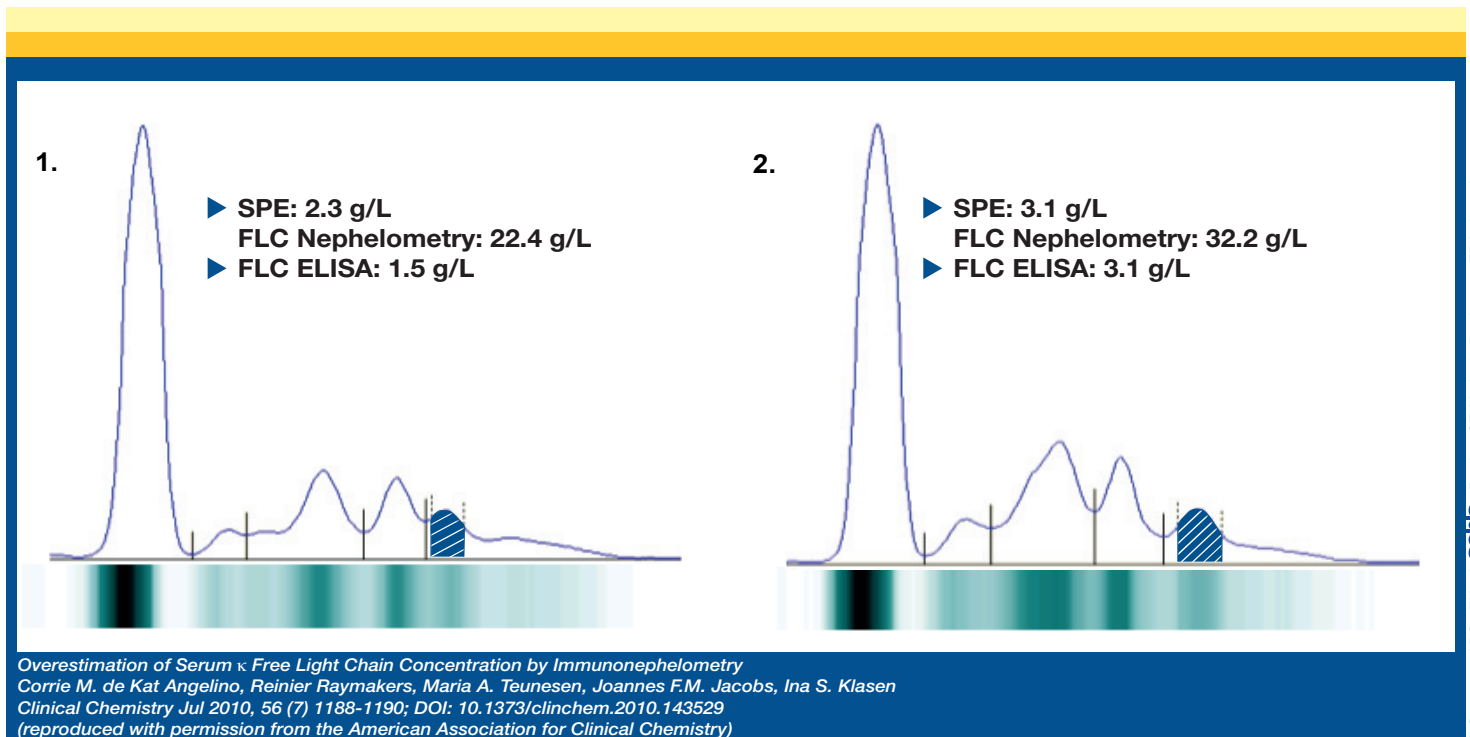 1.
▶ SPE: 2.3 g/L
FLC Nephelometry: 22.4 g/L
▶ FLC ELISA: 1.5 g/L
2.
▶ SPE: 3.1 g/L
FLC Nephelometry: 32.2 g/L
▶ FLC ELISA: 3.1 g/L
Overestimation of Serum κ Free Light Chain Concentration by Immunonephelometry
Corrie M. de Kat Angelino, Reinier Raymakers, Maria A. Teunesen, Joannes F.M. Jacobs, Ina S. Klasen
Clinical Chemistry Jul 2010, 56 (7) 1188-1190; DOI: 10.1373/clinchem.2010.143529
(reproduced with permission from the American Association for Clinical Chemistry)